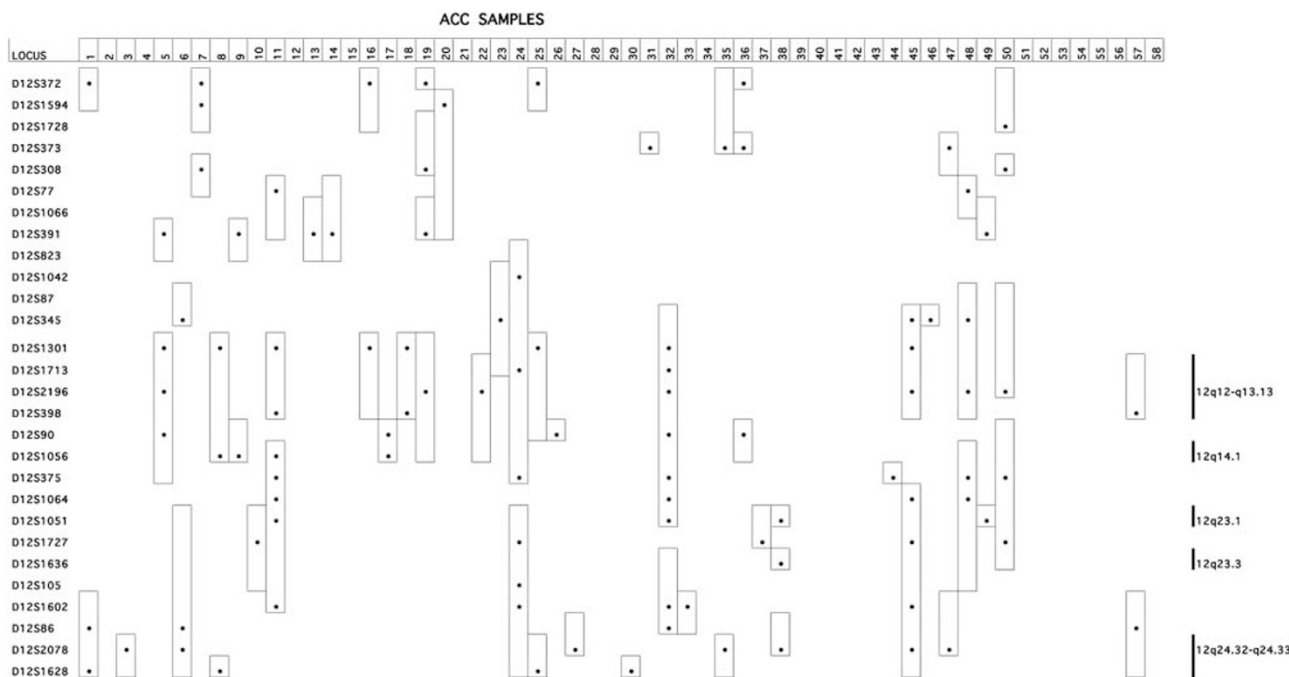 ACC SAMPLES
LOCUS 1 2 3 4 5 6 7 8 9 10 11 12 13 14 15 16 17 18 19 20 21 22 23 24 25 26 27 28 29 30 31 32 33 34 35 36 37 38 39 40 41 42 43 44 45 46 47 48 49 50 51 52 53 54 55 56 57 58
D12S372
D12S1594
D12S1728
D12S373
D12S308
D12S77
D12S1066
D12S391
D12S823
D12S1042
D12S87
D12S345
D12S1301
D12S1713
D12S2196 12q12-q13.13
D12S398
D12S90
D12S1056 12q14.1
D12S375
D12S1064
D12S1051 12q23.1
D12S1727
D12S1636 12q23.3
D12S105
D12S1602
D12S86
D12S2078 12q24.32-q24.33
D12S1628